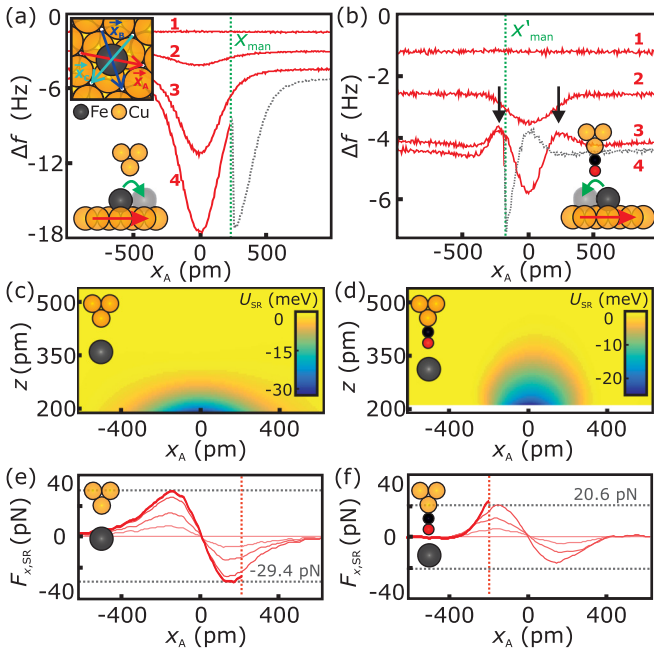 (a)
0
-6
-12
-18
Δf (Hz)
1
2
3
4
x_man
x_B
x_A
Fe Cu
-500 0 500
x_A (pm)
(b)
0
-2
-4
-6
Δf (Hz)
1
2
3
4
x'_man
-500 0 500
x_A (pm)
(c)
500
350
200
z (pm)
U_SR (meV)
0
-15
-30
-400 0 400
x_A (pm)
(d)
500
350
200
z (pm)
U_SR (meV)
0
-10
-20
-400 0 400
x_A (pm)
(e)
40
0
-40
F_x,SR (pN)
-29.4 pN
-400 0 400
x_A (pm)
(f)
40
0
-40
F_x,SR (pN)
20.6 pN
-400 0 400
x_A (pm)